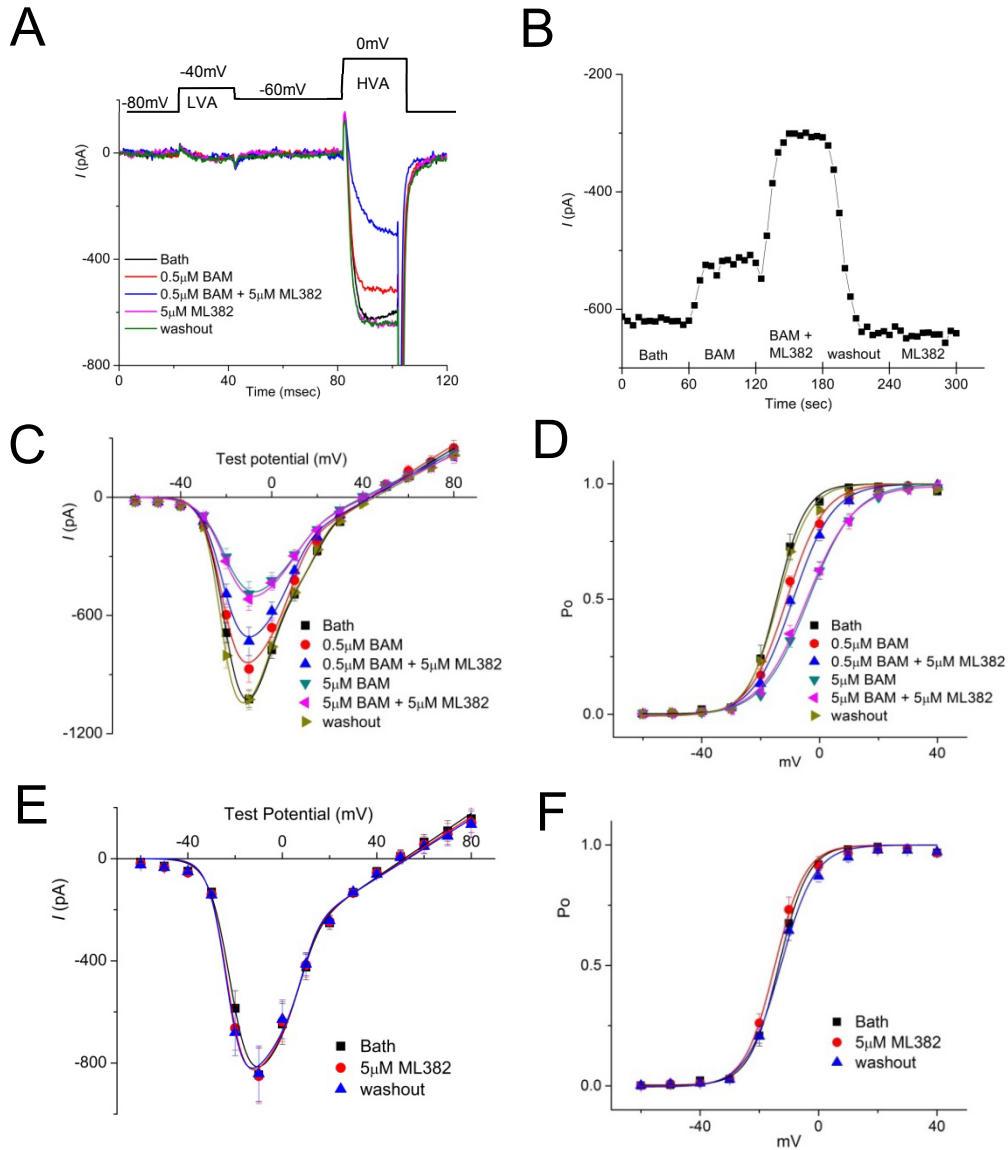 A
0mV
-40mV
HVA
-80mV
LVA
-60mV
0
I (pA)
-400
-800
Bath
0.5μM BAM
0.5μM BAM + 5μM ML382
5μM ML382
washout
0 40 80 120
Time (msec)
B
-200
-400
I (pA)
-600
Bath
BAM
BAM + ML382
washout
ML382
0 60 120 180 240 300
Time (sec)
C
Test potential (mV)
-40 0 40 80
0
I (pA)
-600
-1200
Bath
0.5μM BAM
0.5μM BAM + 5μM ML382
5μM BAM
5μM BAM + 5μM ML382
washout
D
1.0
Po
0.5
0.0
Bath
0.5μM BAM
0.5μM BAM + 5μM ML382
5μM BAM
5μM BAM + 5μM ML382
washout
-40 0 40
mV
E
Test Potential (mV)
-40 0 40 80
0
I (pA)
-400
-800
Bath
5μM ML382
washout
F
1.0
Po
0.5
0.0
Bath
5μM ML382
washout
-40 0 40
mV